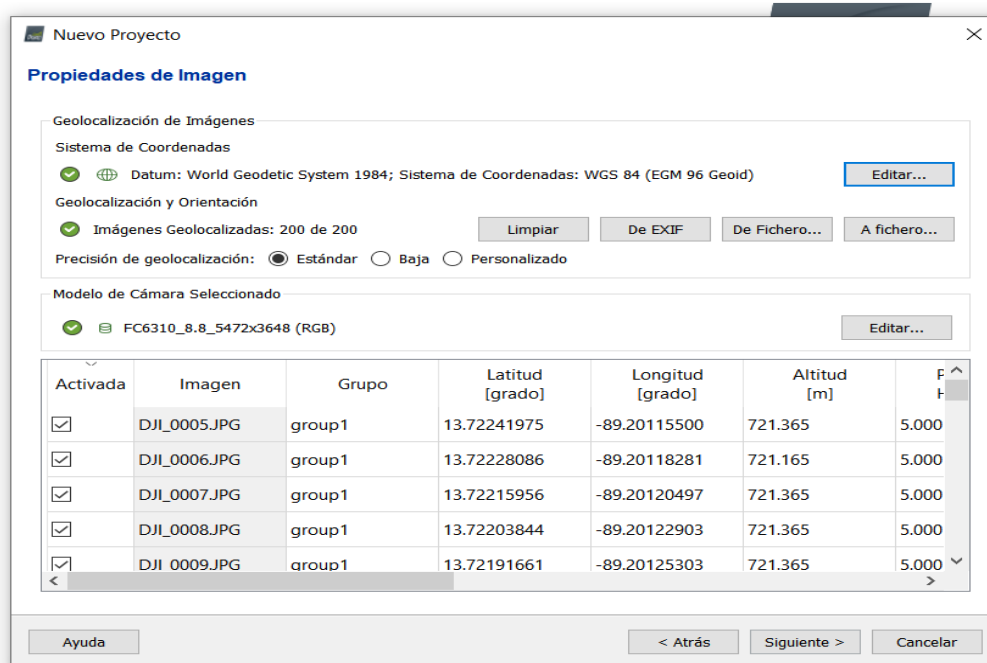 Nuevo Proyecto
Propiedades de Imagen
Geolocalización de Imágenes
Sistema de Coordenadas
Datum: World Geodetic System 1984; Sistema de Coordenadas: WGS 84 (EGM 96 Geoid) Editar...
Geolocalización y Orientación
Imágenes Geolocalizadas: 200 de 200 Limpiar De EXIF De Fichero... A fichero...
Precisión de geolocalización: Estándar Baja Personalizado
Modelo de Cámara Seleccionado
FC6310_8.8_5472x3648 (RGB) Editar...
Activada Imagen Grupo Latitud [grado] Longitud [grado] Altitud [m]
DJI_0005.JPG group1 13.72241975 -89.20115500 721.365 5.000
DJI_0006.JPG group1 13.72228086 -89.20118281 721.165 5.000
DJI_0007.JPG group1 13.72215956 -89.20120497 721.365 5.000
DJI_0008.JPG group1 13.72203844 -89.20122903 721.365 5.000
DJI_0009.JPG group1 13.72191661 -89.20125303 721.365 5.000
Ayuda < Atrás Siguiente > Cancelar